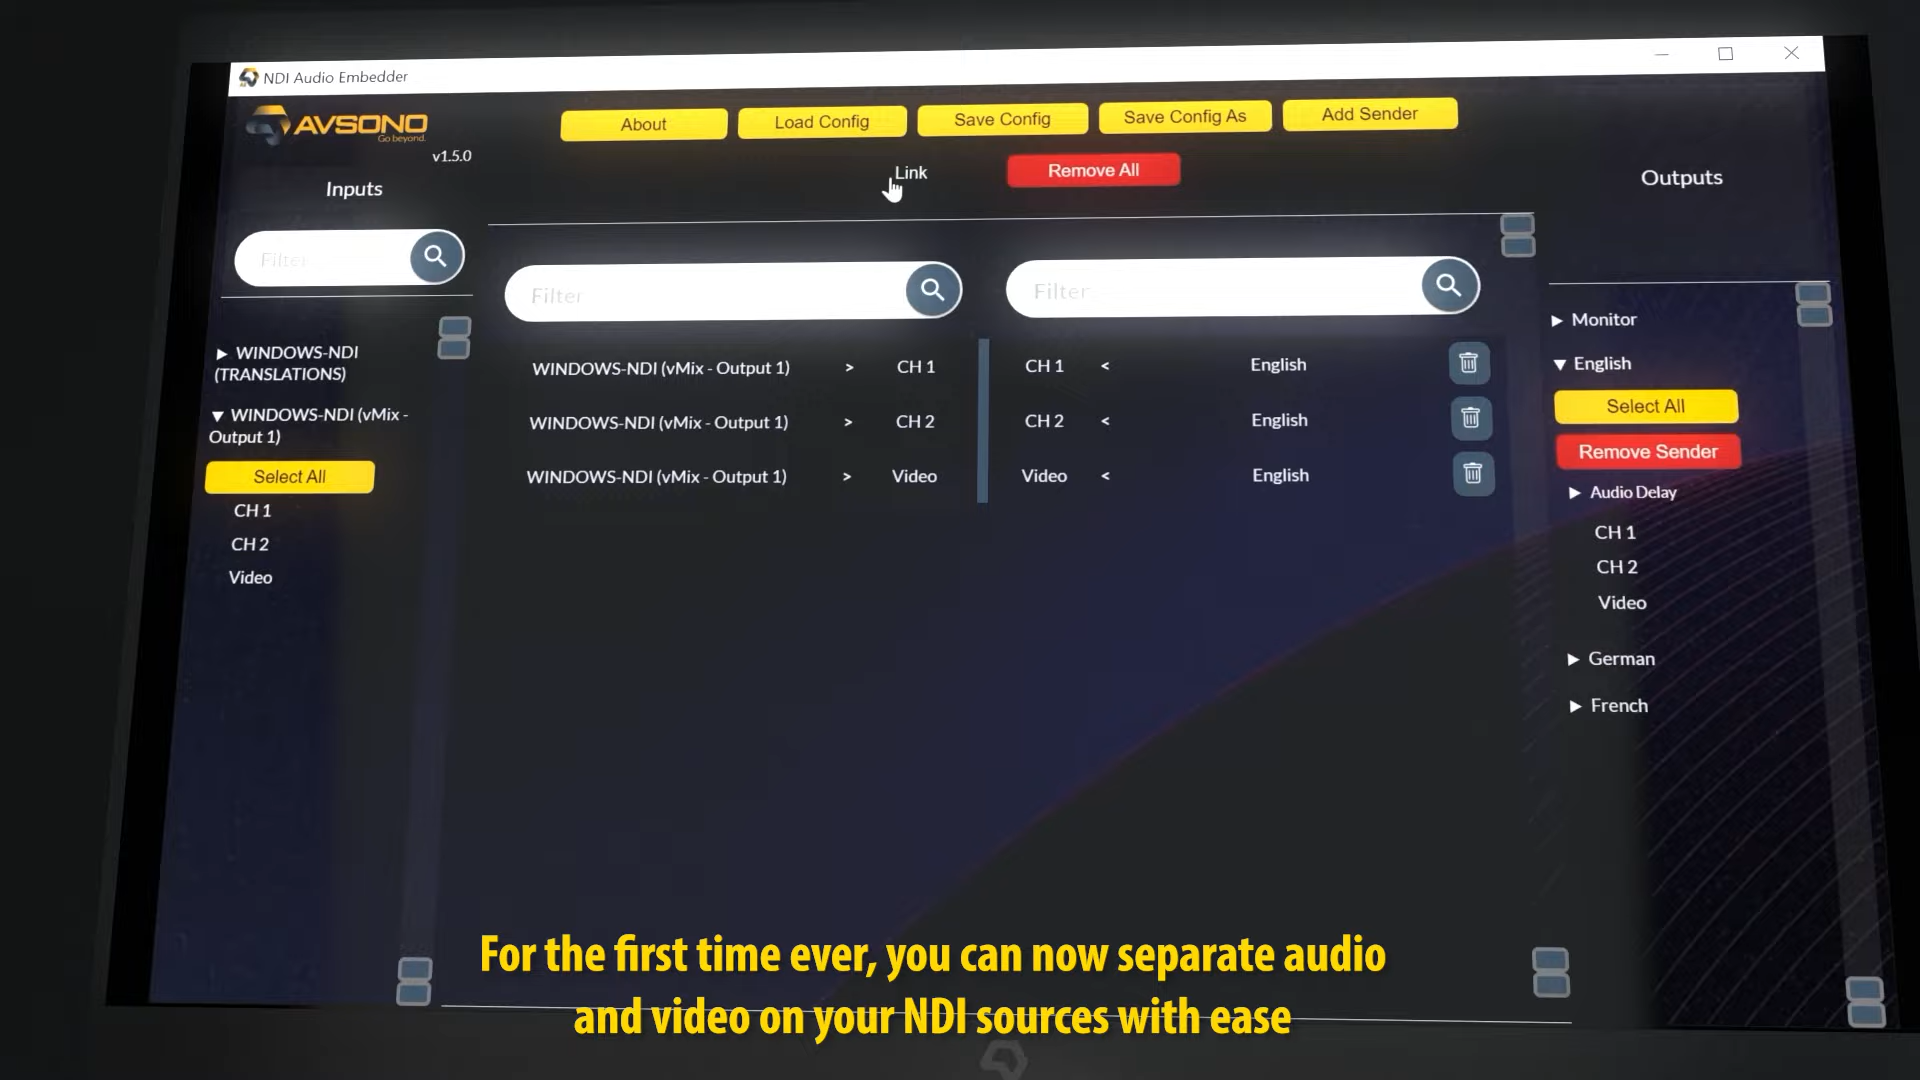 NDI Audio Embedder
AVSONO
Go beyond.
v1.5.0
About
Load Config
Save Config
Save Config As
Add Sender
Link
Remove All
Inputs
Filter
WINDOWS-NDI
(TRANSLATIONS)
WINDOWS-NDI (vMix -
Output 1)
Select All
CH 1
CH 2
Video
Filter
Filter
WINDOWS-NDI (vMix - Output 1) > CH 1 CH 1 < English
WINDOWS-NDI (vMix - Output 1) > CH 2 CH 2 < English
WINDOWS-NDI (vMix - Output 1) > Video Video < English
Outputs
Monitor
English
Select All
Remove Sender
Audio Delay
CH 1
CH 2
Video
German
French
For the first time ever, you can now separate audio
and video on your NDI sources with ease